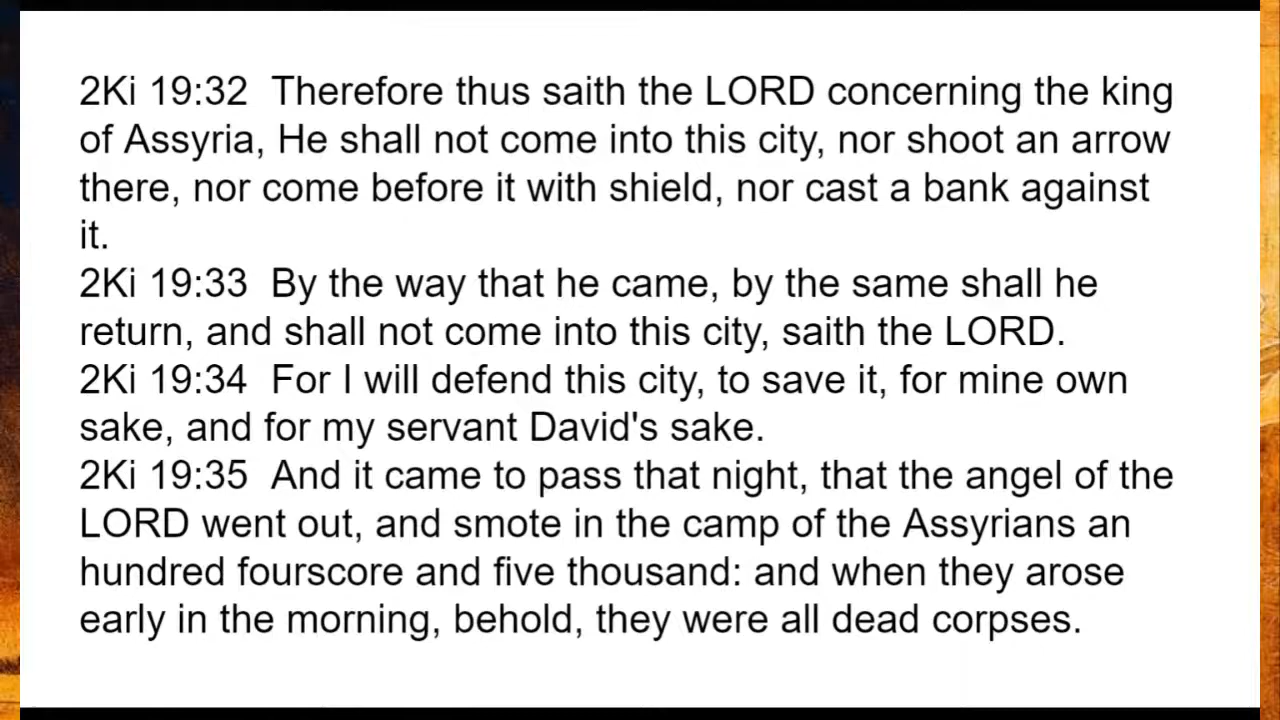 2Ki 19:32  Therefore thus saith the LORD concerning the king
of Assyria, He shall not come into this city, nor shoot an arrow
there, nor come before it with shield, nor cast a bank against
it.
2Ki 19:33  By the way that he came, by the same shall he
return, and shall not come into this city, saith the LORD.
2Ki 19:34  For I will defend this city, to save it, for mine own
sake, and for my servant David's sake.
2Ki 19:35  And it came to pass that night, that the angel of the
LORD went out, and smote in the camp of the Assyrians an
hundred fourscore and five thousand: and when they arose
early in the morning, behold, they were all dead corpses.